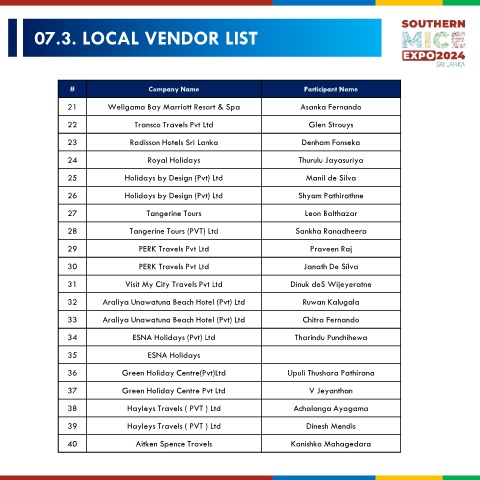 07.3. LOCAL VENDOR LIST
SOUTHERN
MICE
EXPO2024
SRI LANKA
# Company Name Participant Name
21 Weligama Bay Marriott Resort & Spa Asanka Fernando
22 Transco Travels Pvt Ltd Glen Strouys
23 Radisson Hotels Sri Lanka Denham Fonseka
24 Royal Holidays Thurulu Jayasuriya
25 Holidays by Design (Pvt) Ltd Manil de Silva
26 Holidays by Design (Pvt) Ltd Shyam Pathirathne
27 Tangerine Tours Leon Balthazar
28 Tangerine Tours (PVT) Ltd Sankha Ranadheera
29 PERK Travels Pvt Ltd Praveen Raj
30 PERK Travels Pvt Ltd Janath De Silva
31 Visit My City Travels Pvt Ltd Dinuk deS Wijeyeratne
32 Araliya Unawatuna Beach Hotel (Pvt) Ltd Ruwan Kalugala
33 Araliya Unawatuna Beach Hotel (Pvt) Ltd Chitra Fernando
34 ESNA Holidays (Pvt) Ltd Tharindu Punchihewa
35 ESNA Holidays
36 Green Holiday Centre(Pvt)Ltd Upuli Thushara Pathirana
37 Green Holiday Centre Pvt Ltd V Jeyanthan
38 Hayleys Travels ( PVT ) Ltd Achalanga Ayagama
39 Hayleys Travels ( PVT ) Ltd Dinesh Mendis
40 Aitken Spence Travels Kanishka Mahagedara